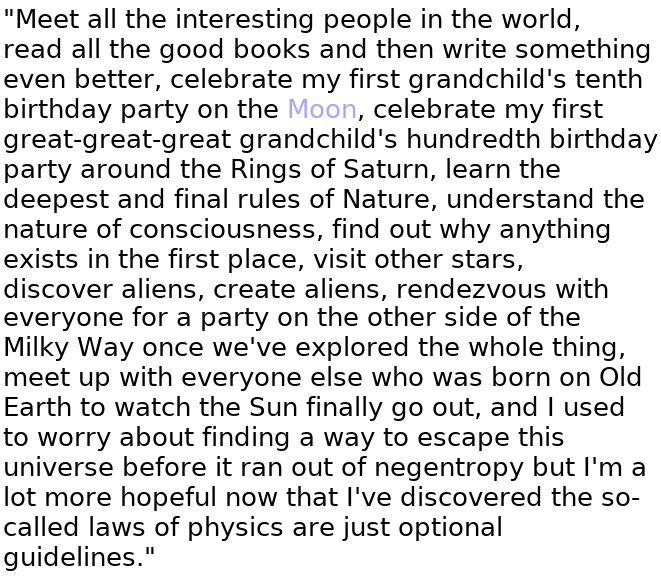 "Meet all the interesting people in the world,
read all the good books and then write something
even better, celebrate my first grandchild's tenth
birthday party on the Moon, celebrate my first
great-great-great grandchild's hundredth birthday
party around the Rings of Saturn, learn the
deepest and final rules of Nature, understand the
nature of consciousness, find out why anything
exists in the first place, visit other stars,
discover aliens, create aliens, rendezvous with
everyone for a party on the other side of the
Milky Way once we've explored the whole thing,
meet up with everyone else who was born on Old
Earth to watch the Sun finally go out, and I used
to worry about finding a way to escape this
universe before it ran out of negentropy but I'm a
lot more hopeful now that I've discovered the so-
called laws of physics are just optional
guidelines."